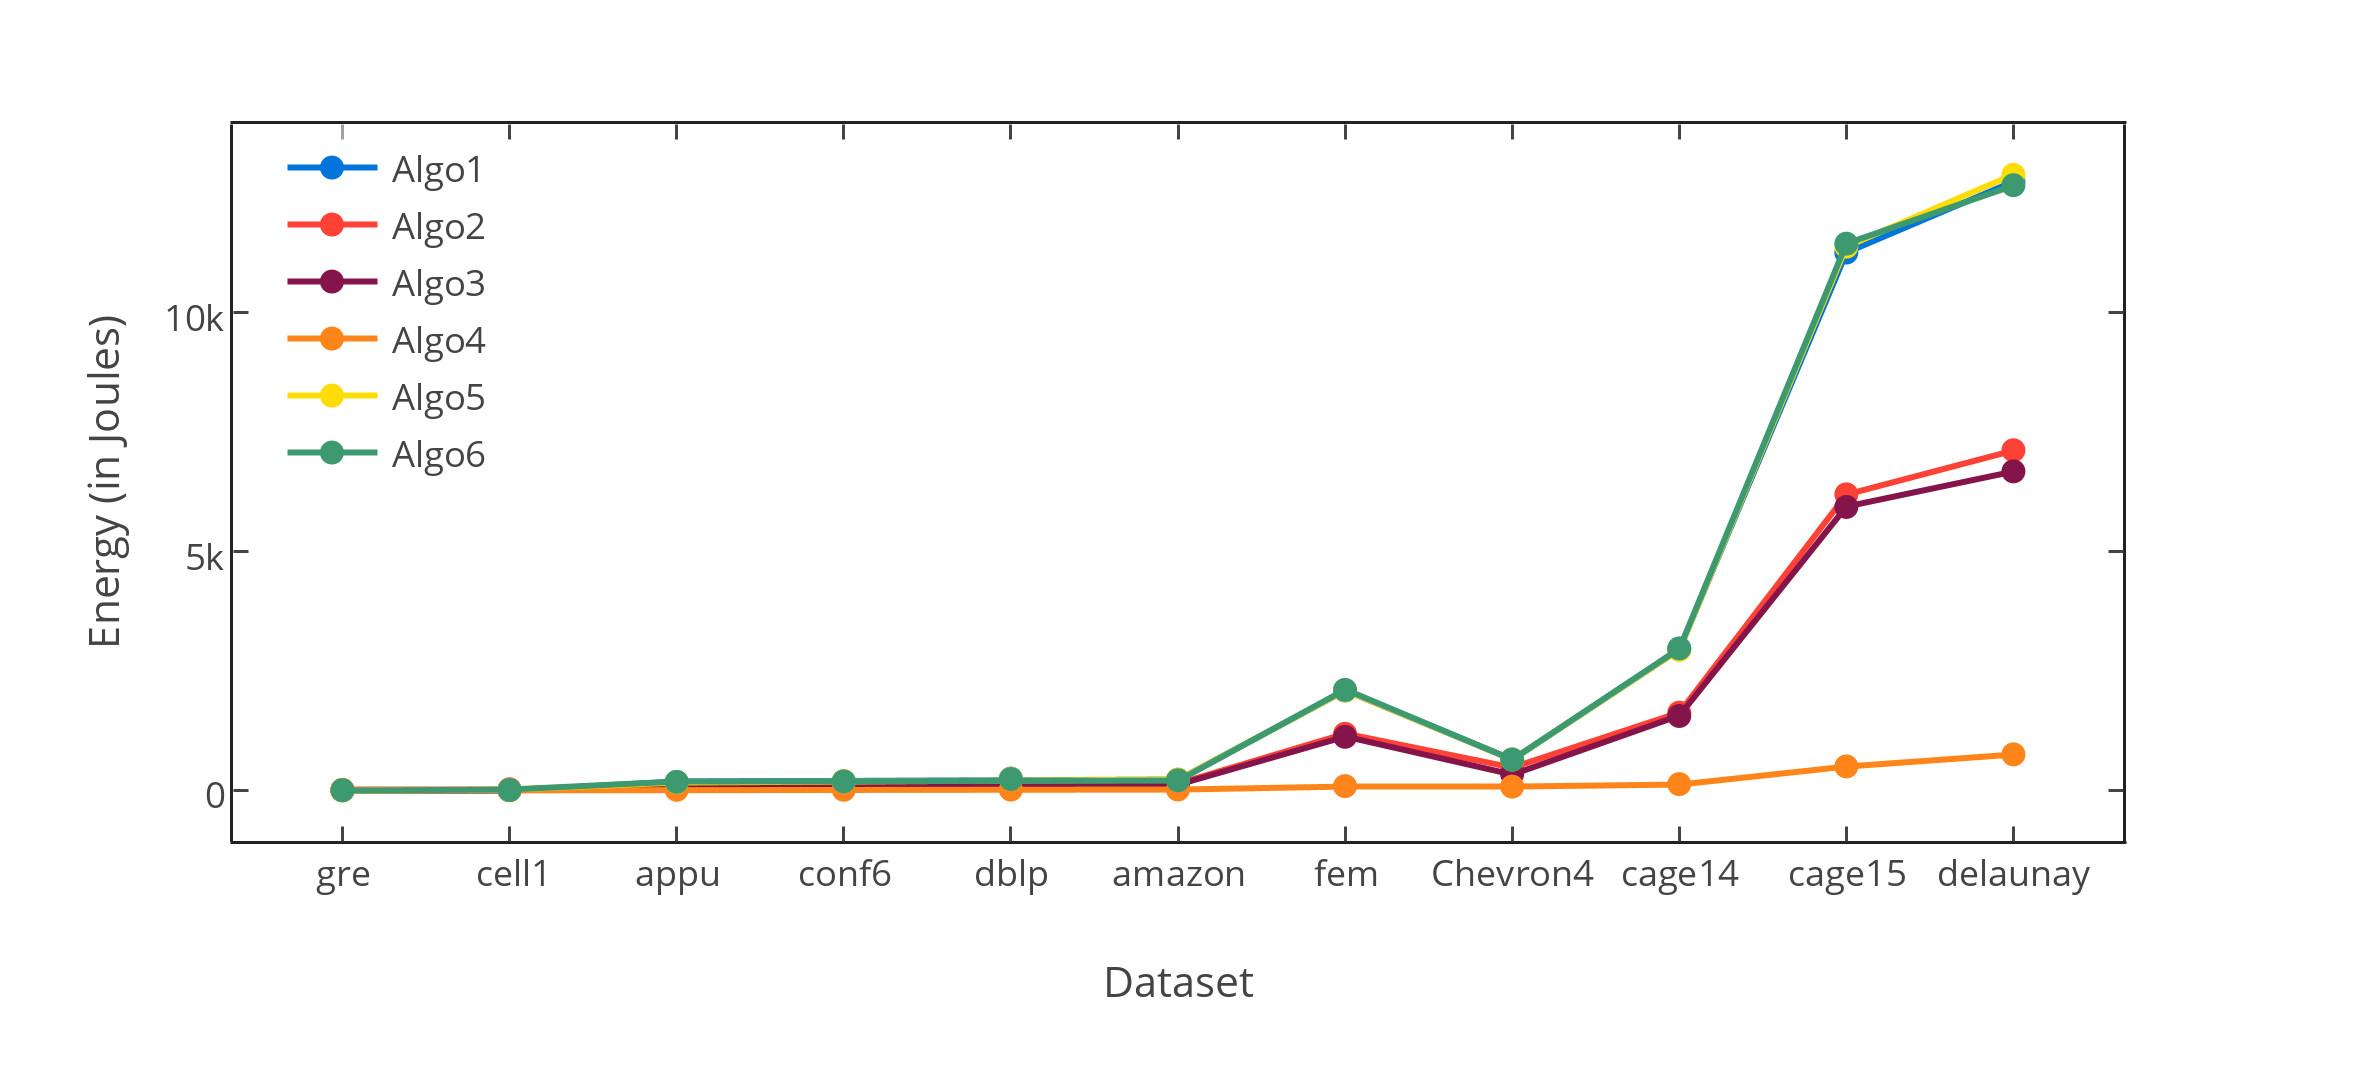 Algo1
Algo2
Algo3
Algo4
Algo5
Algo6
Energy (in Joules)
10k
5k
0
gre cell1 appu conf6 dblp amazon fem Chevron4 cage14 cage15 delaunay
Dataset